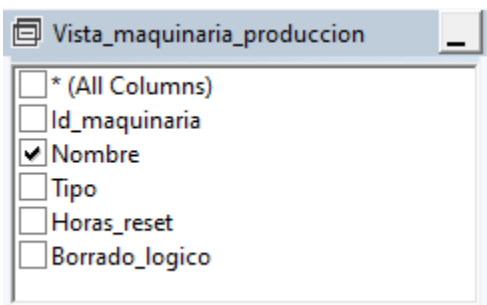 Vista_maquinaria_produccion
* (All Columns)
Id_maquinaria
Nombre
Tipo
Horas_reset
Borrado_logico